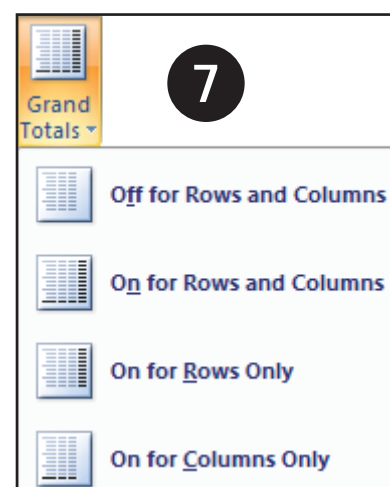 Grand
Totals
7
Off for Rows and Columns
On for Rows and Columns
On for Rows Only
On for Columns Only